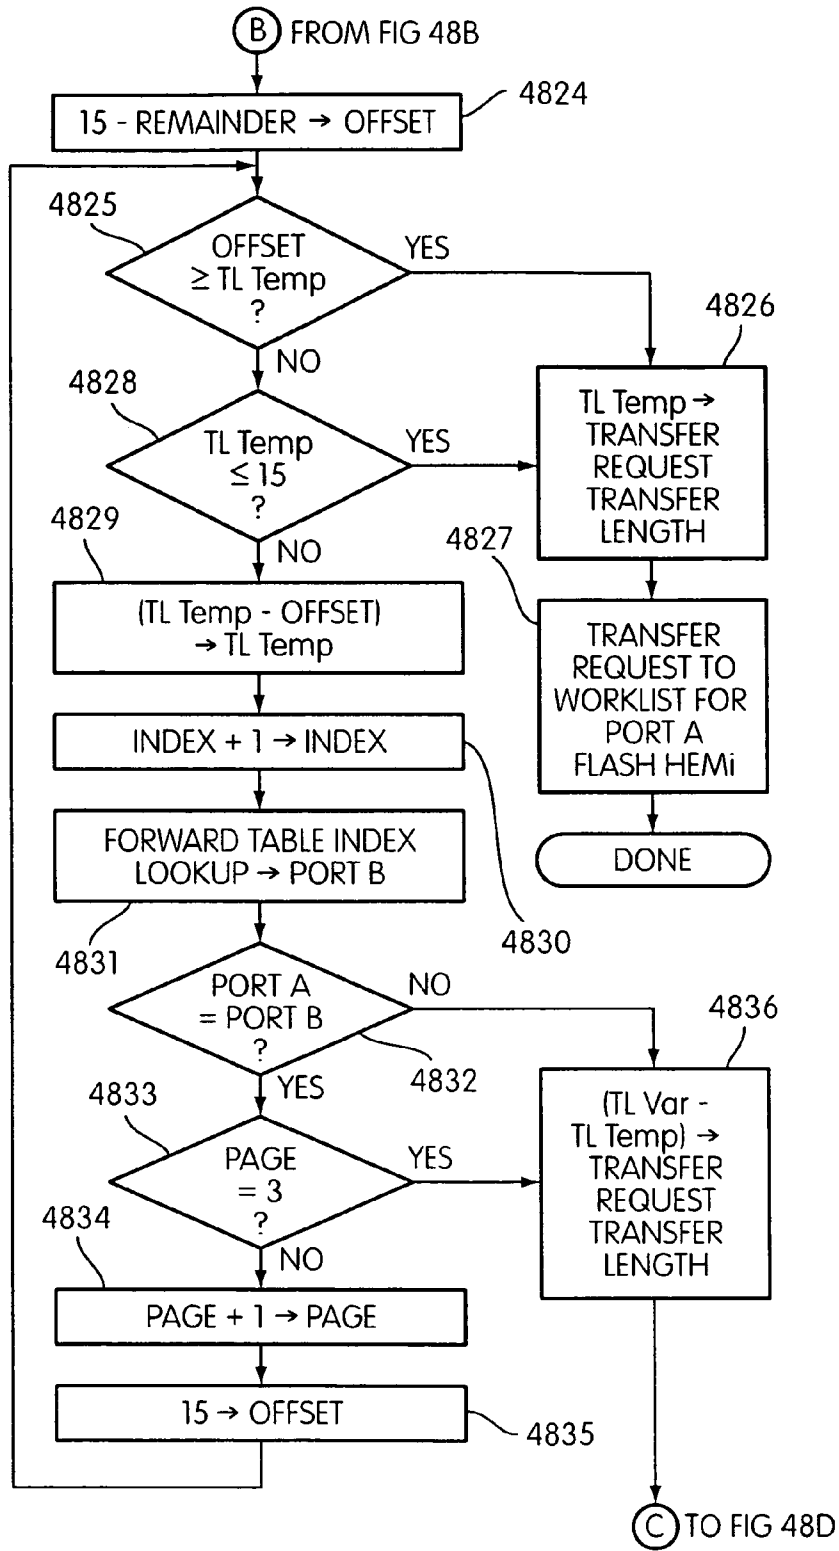 B FROM FIG 48B
4824
15 - REMAINDER → OFFSET
4825
OFFSET
≥ TL Temp
?
YES
NO
4826
TL Temp →
TRANSFER
REQUEST
TRANSFER
LENGTH
4828
TL Temp
≤ 15
?
YES
NO
4827
TRANSFER
REQUEST TO
WORKLIST FOR
PORT A
FLASH HEMi
DONE
4829
(TL Temp - OFFSET)
→ TL Temp
INDEX + 1 → INDEX
4830
FORWARD TABLE INDEX
LOOKUP → PORT B
4831
PORT A
= PORT B
?
NO
YES
4832
4836
(TL Var -
TL Temp) →
TRANSFER
REQUEST
TRANSFER
LENGTH
4833
PAGE
= 3
?
YES
NO
4834
PAGE + 1 → PAGE
15 → OFFSET
4835
C TO FIG 48D